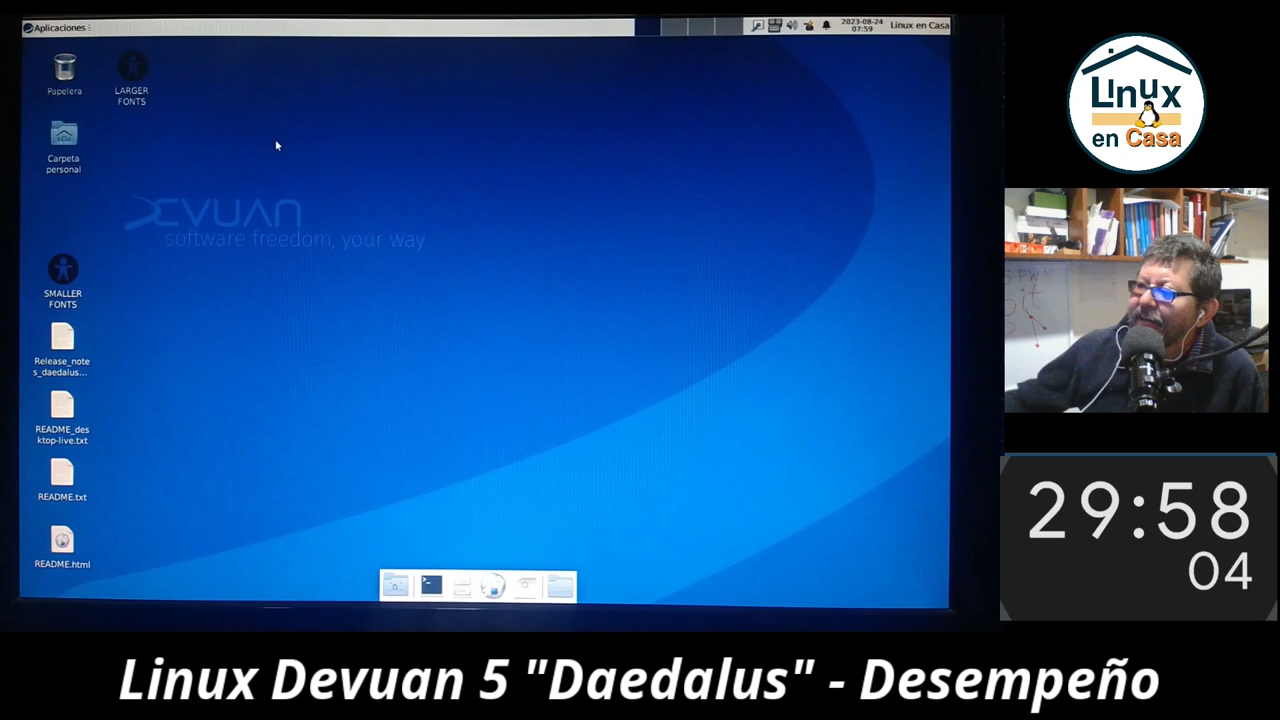 Aplicaciones
2023-08-24
07:59
Linux en Casa
Papelera
LARGER
FONTS
Carpeta
personal
DEVUAN
software freedom, your way
SMALLER
FONTS
Release_note
s_daedalus...
README_des
ktop-live.txt
README.txt
README.html
Linux
en Casa
29:58
04
Linux Devuan 5 "Daedalus" - Desempeño